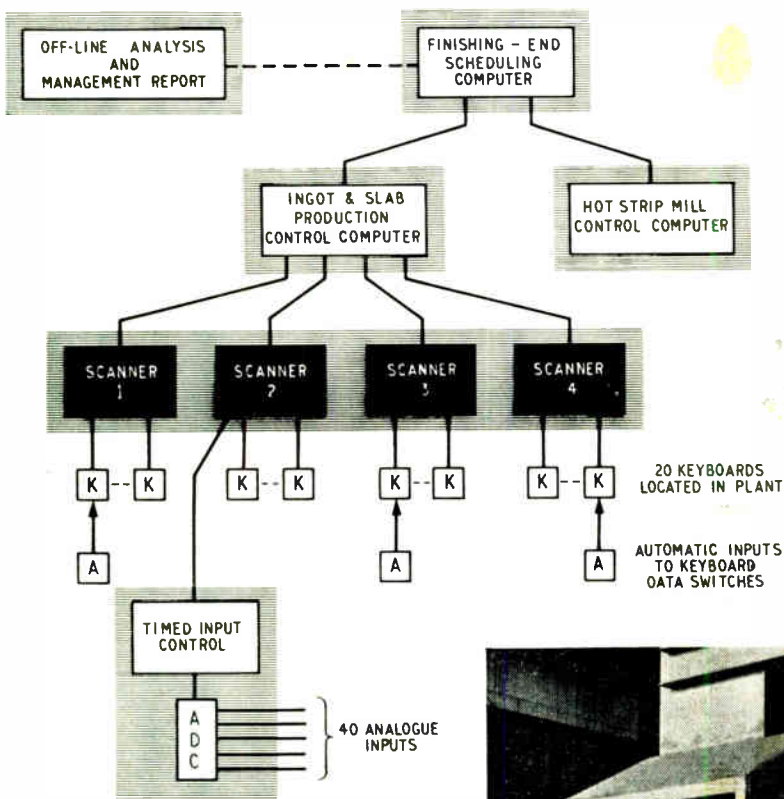 OFF-LINE ANALYSIS
AND
MANAGEMENT REPORT
FINISHING - END
SCHEDULING
COMPUTER
INGOT & SLAB
PRODUCTION
CONTROL COMPUTER
HOT STRIP MILL
CONTROL COMPUTER
SCANNER
1
SCANNER
2
SCANNER
3
SCANNER
4
K -- K
K -- K
K -- K
K -- K
20 KEYBOARDS
LOCATED IN PLANT
A
A
A
AUTOMATIC INPUTS
TO KEYBOARD
DATA SWITCHES
TIMED INPUT
CONTROL
A
D
C
40 ANALOGUE
INPUTS